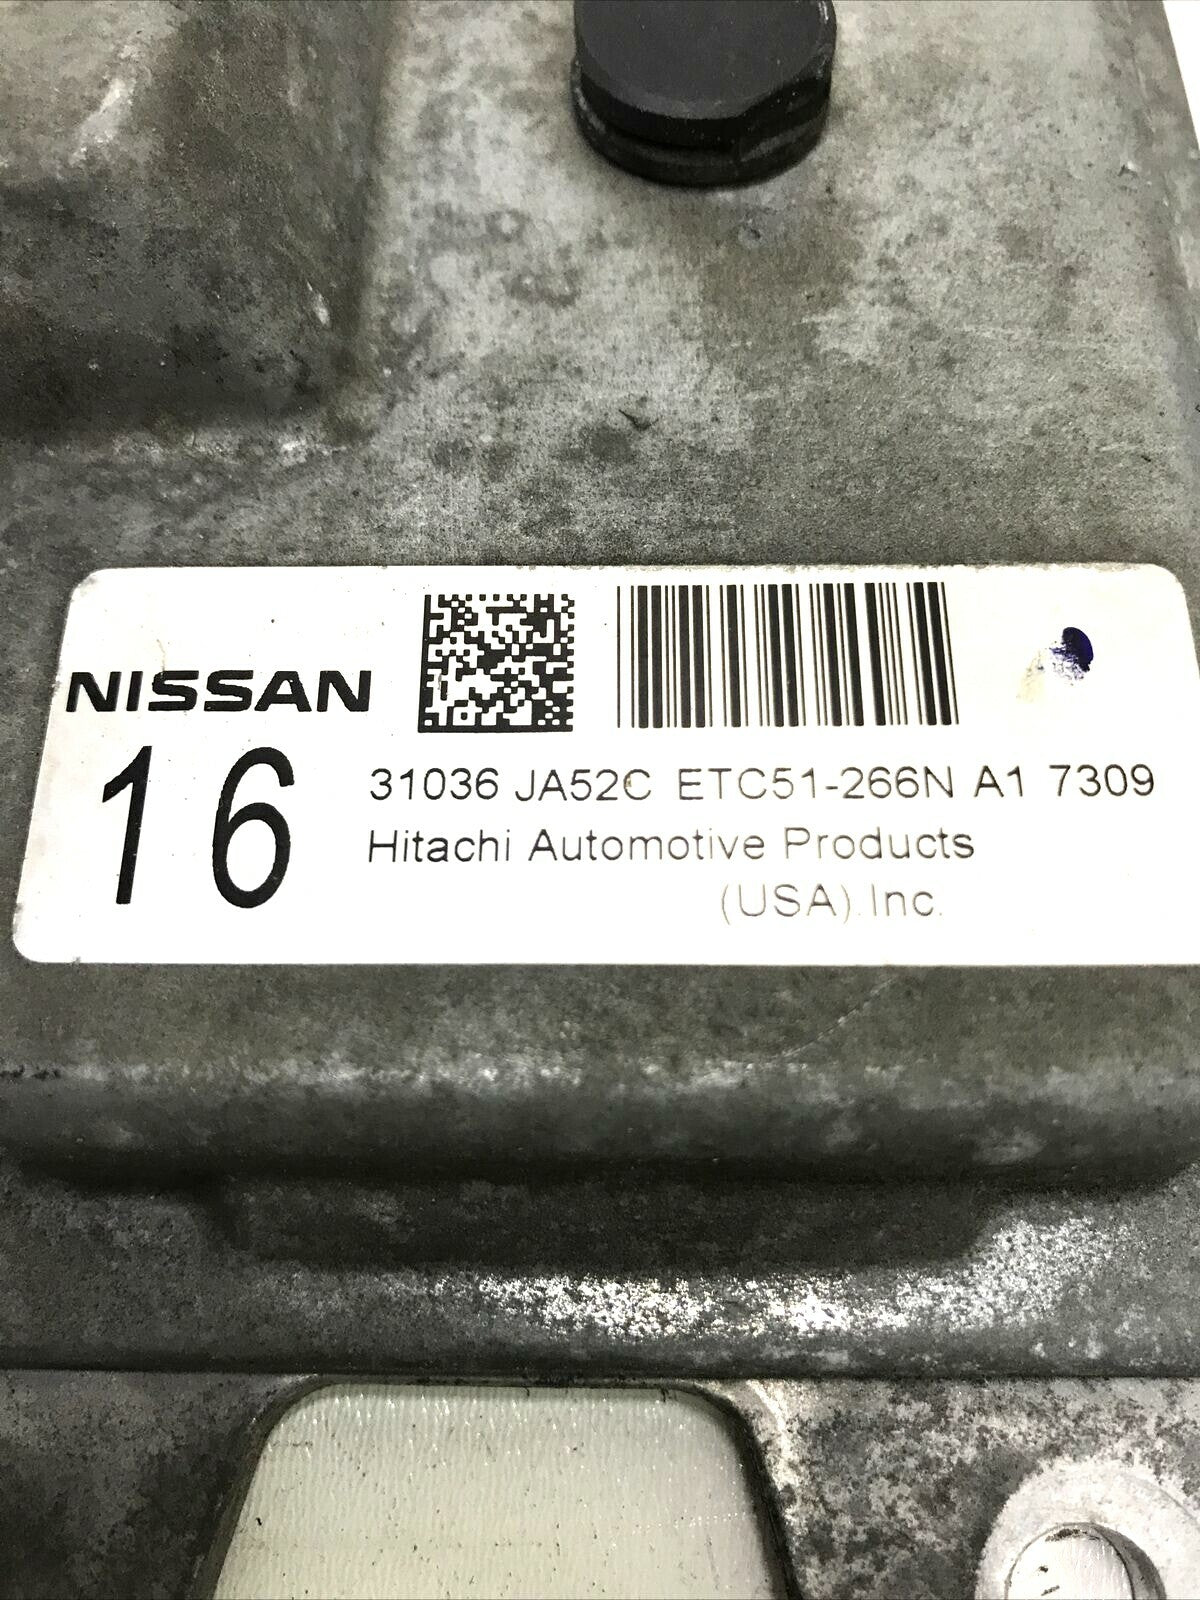 NISSAN
16
31036 JA52C ETC51-266N A1 7309
Hitachi Automotive Products
(USA).Inc.